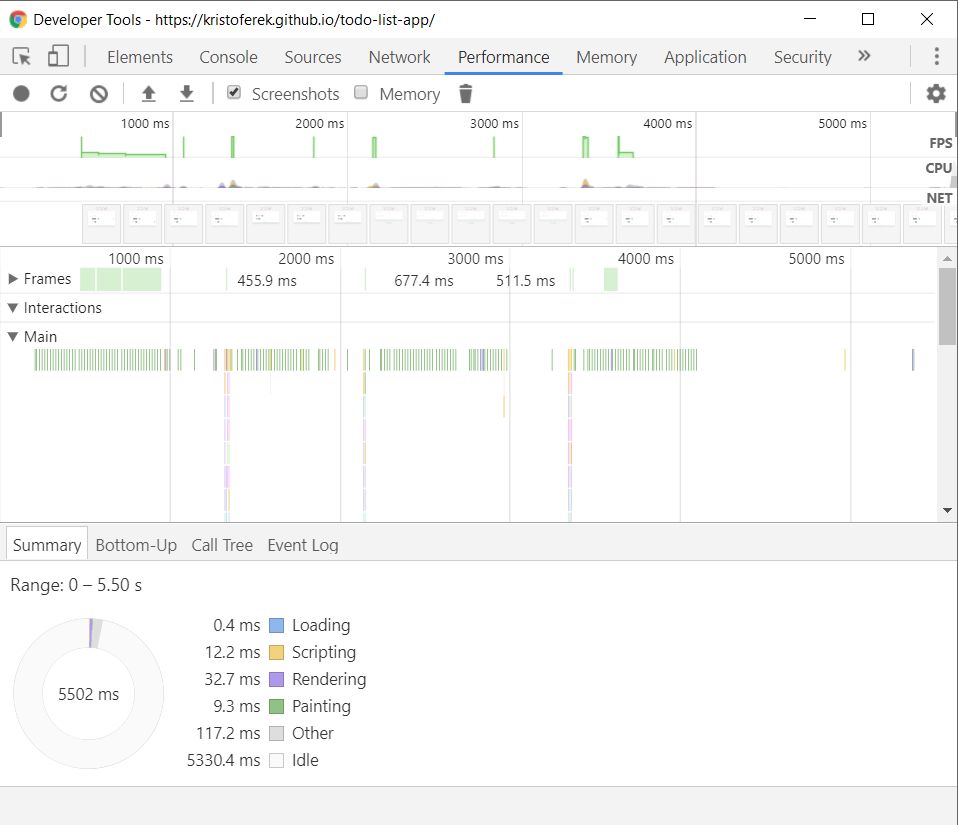 Developer Tools - https://kristoferek.github.io/todo-list-app/
Elements Console Sources Network Performance Memory Application Security »
Screenshots Memory
1000 ms 2000 ms 3000 ms 4000 ms 5000 ms
FPS
CPU
NET
1000 ms 2000 ms 3000 ms 4000 ms 5000 ms
Frames 455.9 ms 677.4 ms 511.5 ms
Interactions
Main
Summary Bottom-Up Call Tree Event Log
Range: 0 – 5.50 s
0.4 ms Loading
12.2 ms Scripting
32.7 ms Rendering
5502 ms
9.3 ms Painting
117.2 ms Other
5330.4 ms Idle